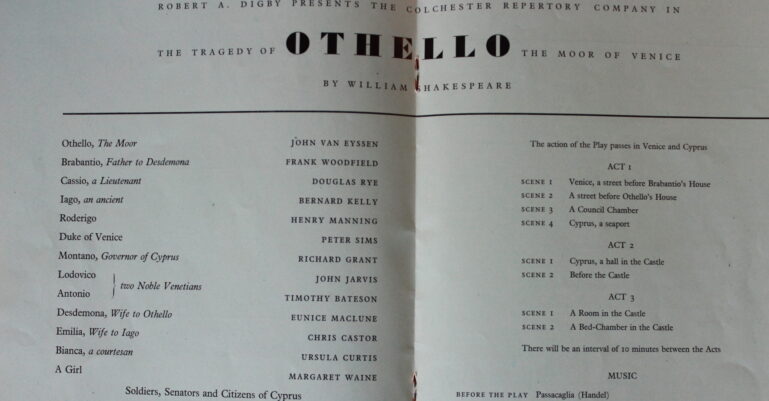 ROBERT A. DIGBY PRESENTS THE COLCHESTER REPERTORY COMPANY IN
THE TRAGEDY OF OTHELLO THE MOOR OF VENICE
BY WILLIAM SHAKESPEARE
Othello, The Moor JOHN VAN EYSSEN
Brabantio, Father to Desdemona FRANK WOODFIELD
Cassio, a Lieutenant DOUGLAS RYE
Iago, an ancient BERNARD KELLY
Roderigo HENRY MANNING
Duke of Venice PETER SIMS
Montano, Governor of Cyprus RICHARD GRANT
Lodovico JOHN JARVIS
two Noble Venetians
Antonio TIMOTHY BATESON
Desdemona, Wife to Othello EUNICE MACLUNE
Emilia, Wife to Iago CHRIS CASTOR
Bianca, a courtesan URSULA CURTIS
A Girl MARGARET WAINE
Soldiers, Senators and Citizens of Cyprus
The action of the Play passes in Venice and Cyprus
ACT 1
SCENE 1 Venice, a street before Brabantio's House
SCENE 2 A street before Othello's House
SCENE 3 A Council Chamber
SCENE 4 Cyprus, a seaport
ACT 2
SCENE 1 Cyprus, a hall in the Castle
SCENE 2 Before the Castle
ACT 3
SCENE 1 A Room in the Castle
SCENE 2 A Bed-Chamber in the Castle
There will be an interval of 10 minutes between the Acts
MUSIC
BEFORE THE PLAY Passacaglia (Handel)